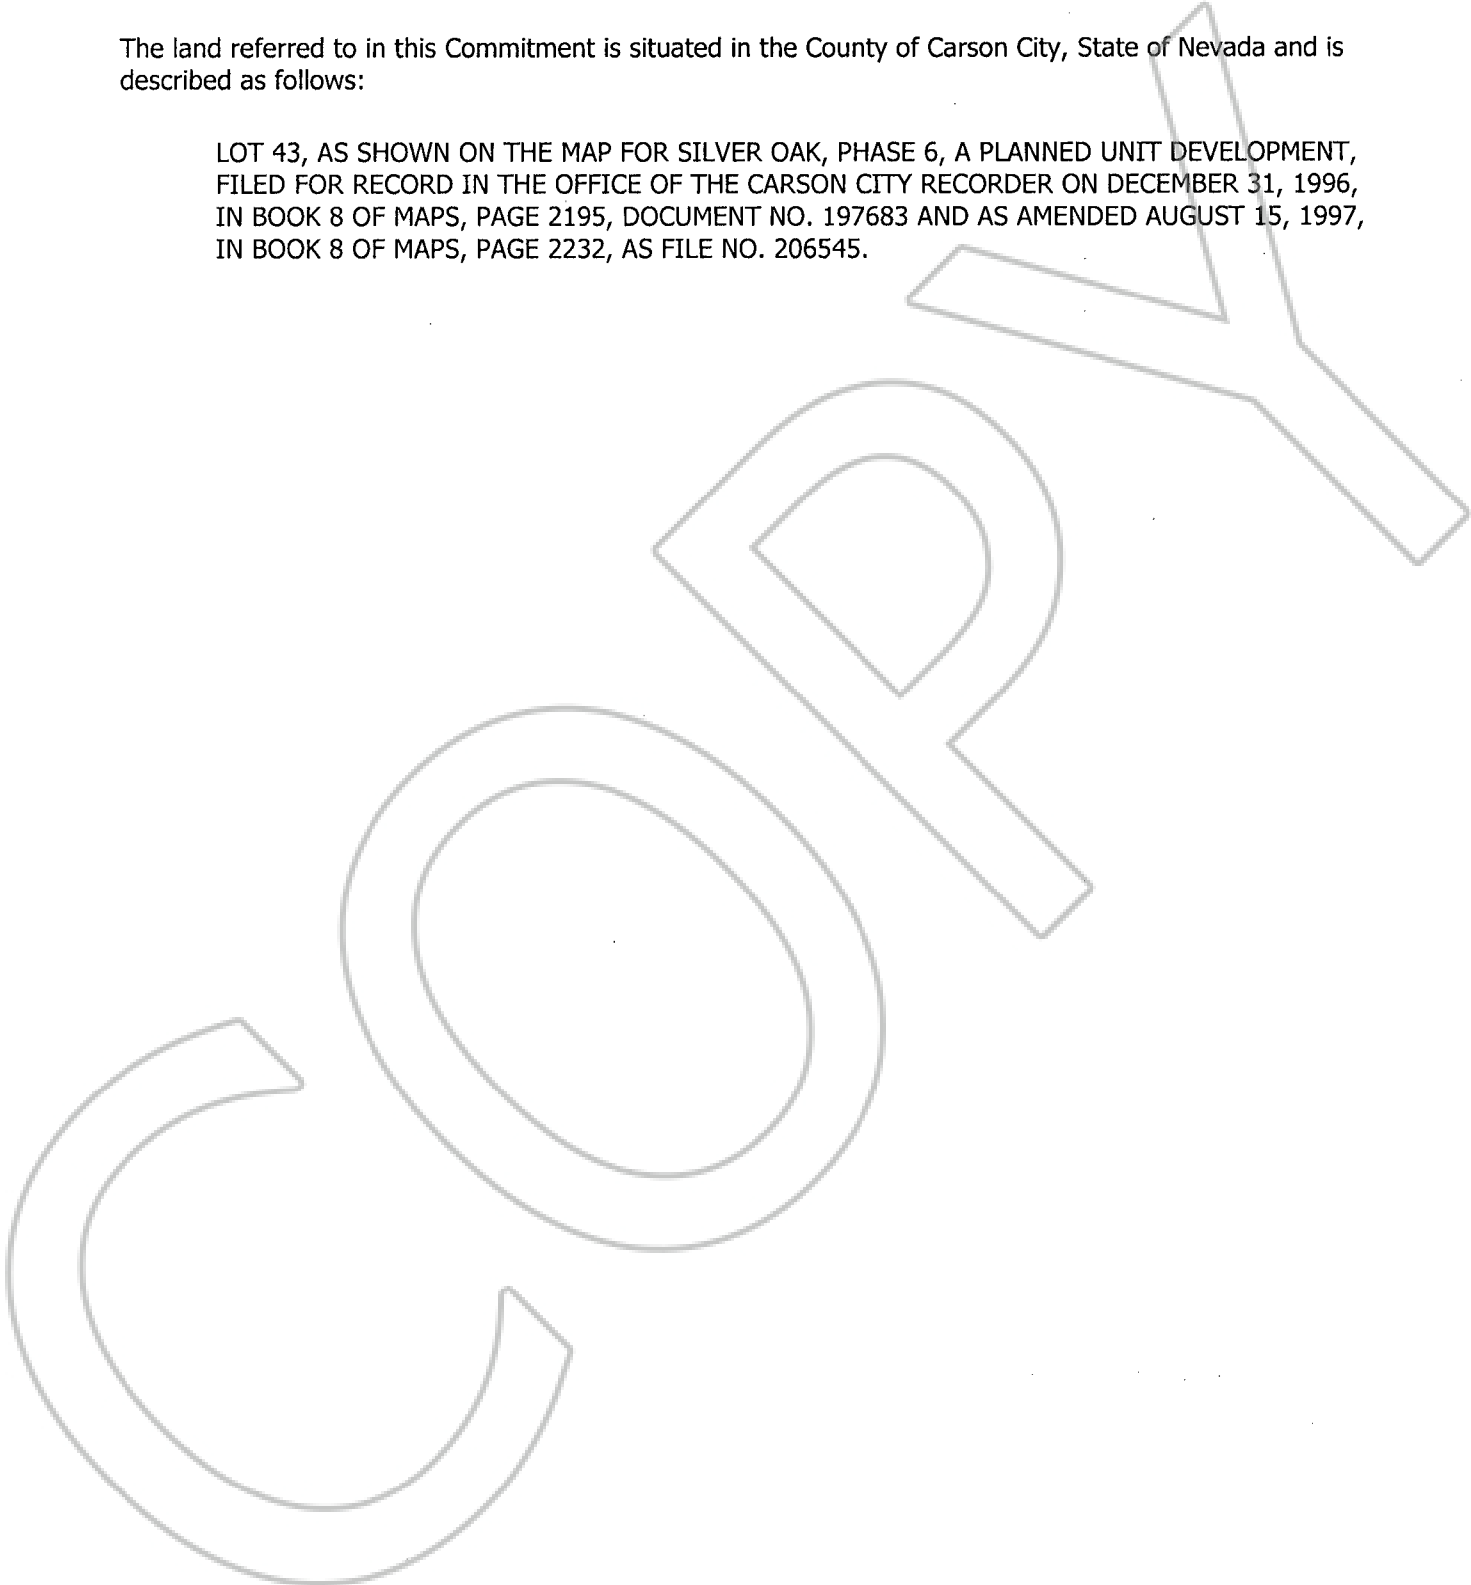 The land referred to in this Commitment is situated in the County of Carson City, State of Nevada and is
described as follows:
LOT 43, AS SHOWN ON THE MAP FOR SILVER OAK, PHASE 6, A PLANNED UNIT DEVELOPMENT,
FILED FOR RECORD IN THE OFFICE OF THE CARSON CITY RECORDER ON DECEMBER 31, 1996,
IN BOOK 8 OF MAPS, PAGE 2195, DOCUMENT NO. 197683 AND AS AMENDED AUGUST 15, 1997,
IN BOOK 8 OF MAPS, PAGE 2232, AS FILE NO. 206545.
COPY